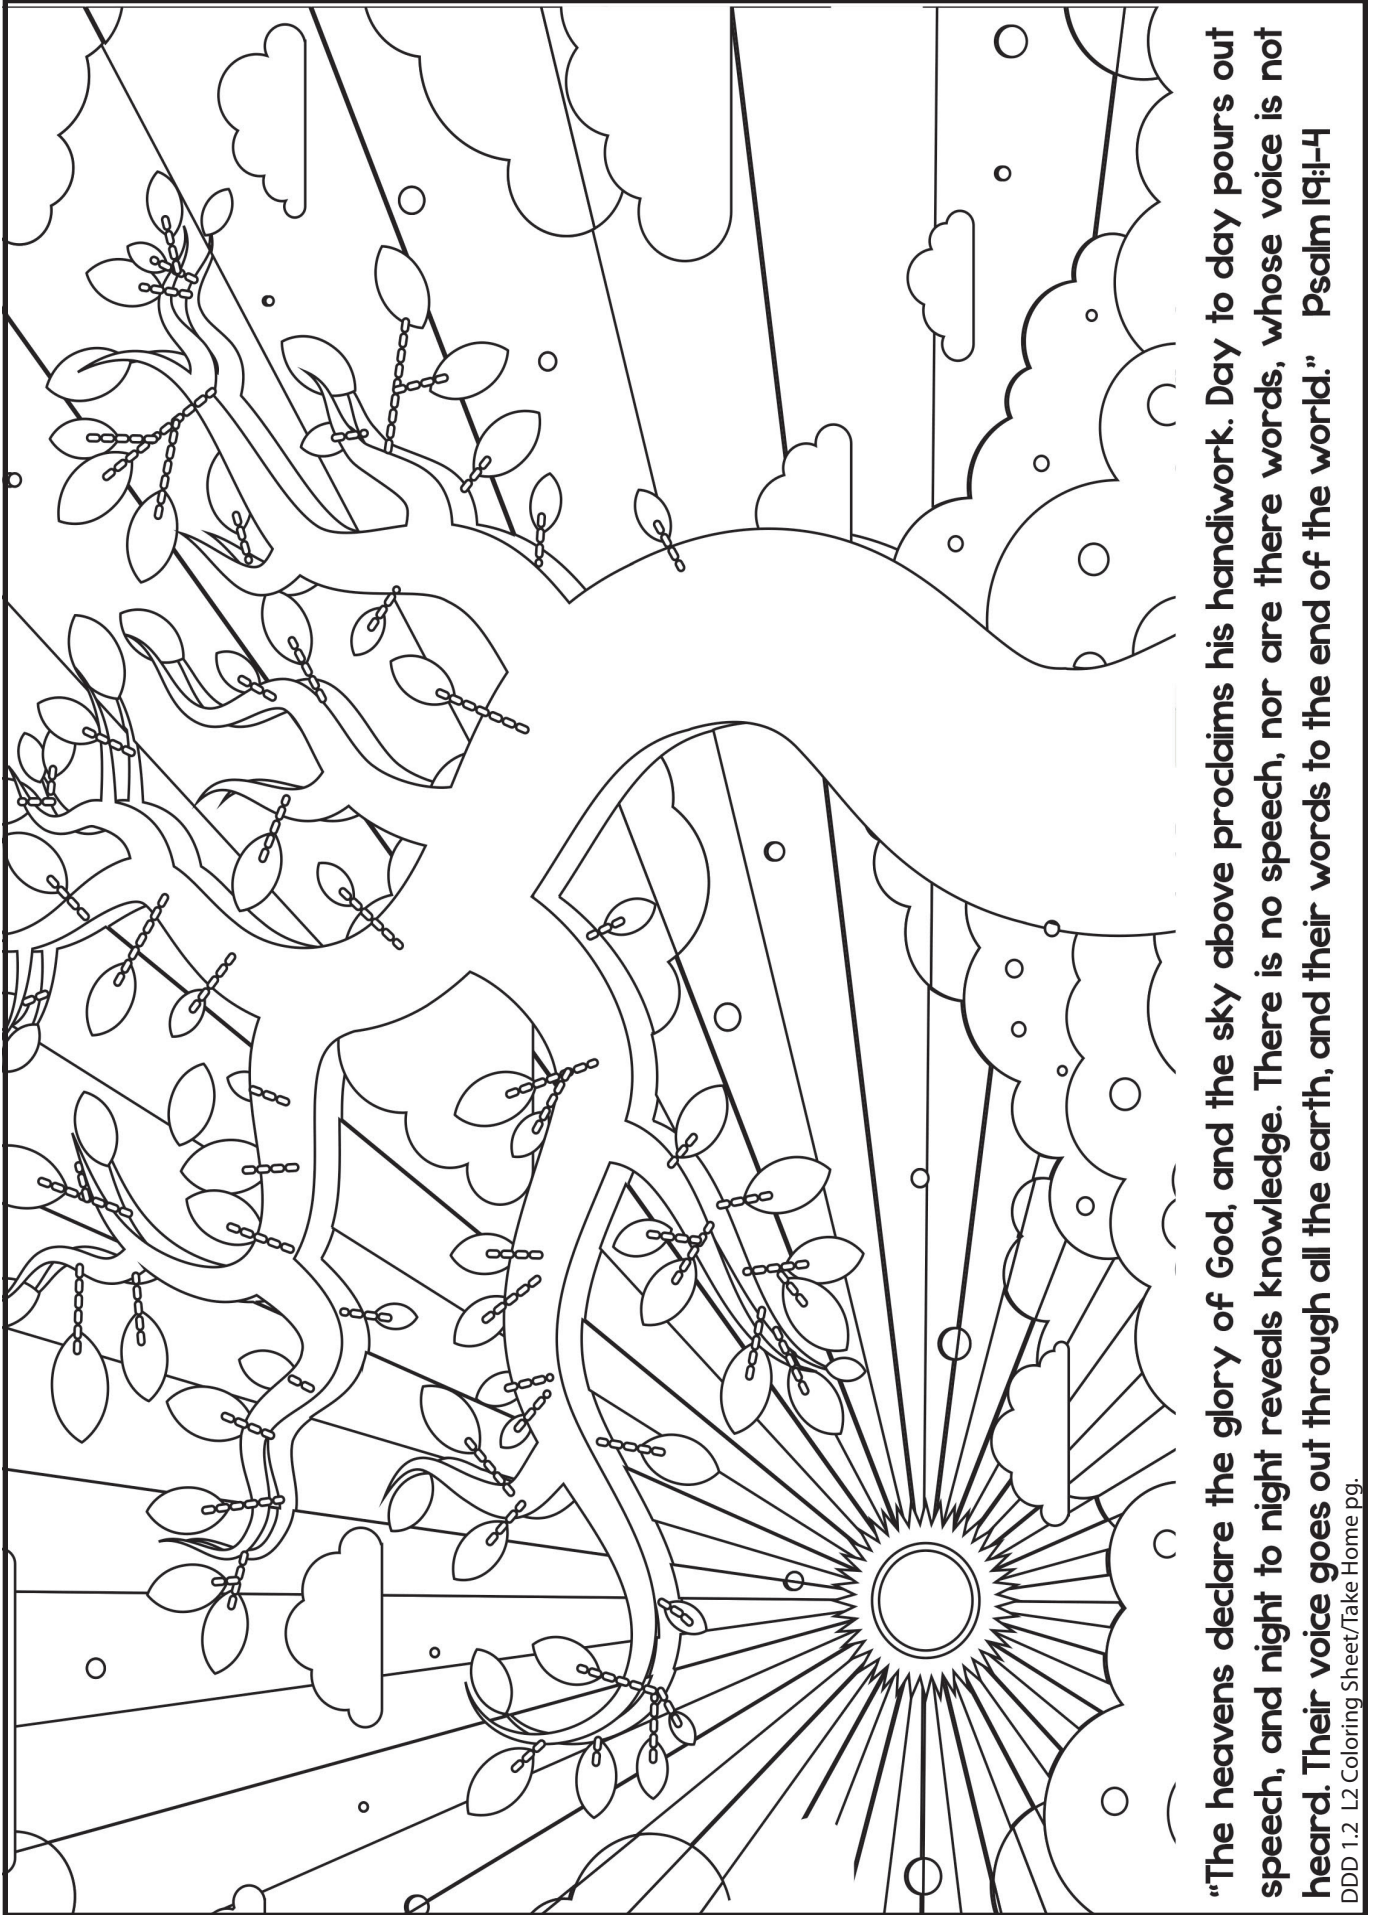 “The heavens declare the glory of God, and the sky above proclaims his handiwork. Day to day pours out
speech, and night to night reveals knowledge. There is no speech, nor are there words, whose voice is not
heard. Their voice goes out through all the earth, and their words to the end of the world.” Psalm 19:1-4
DDD 1.2 L2 Coloring Sheet/Take Home pg.